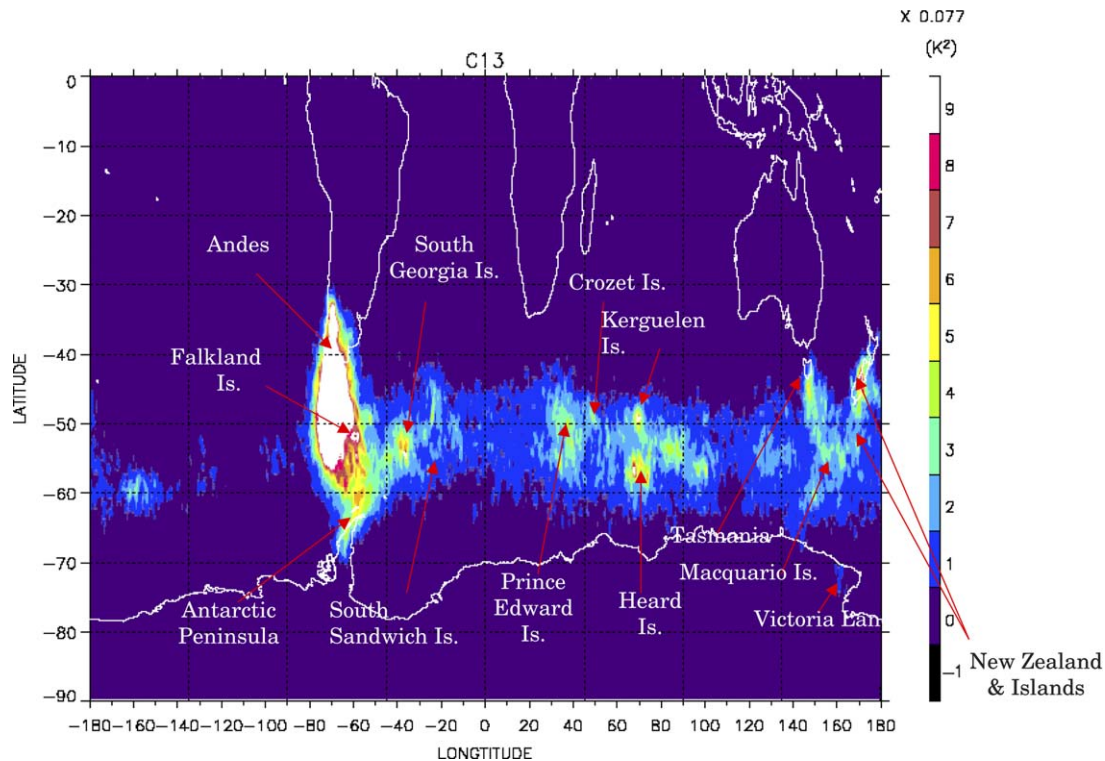 X 0.077
(K²)
C13
0
−10
−20
−30
−40
−50
−60
−70
−80
−90
LATITUDE
Andes
South
Georgia Is.
Crozet Is.
Kerguelen
Is.
Falkland
Is.
Tasmania
Macquario Is.
Victoria Lan
Antarctic
Peninsula
South
Sandwich Is.
Prince
Edward
Is.
Heard
Is.
New Zealand
& Islands
9
8
7
6
5
4
3
2
1
0
−1
−180 −160 −140 −120 −100 −80 −60 −40 −20 0 20 40 60 80 100 120 140 160 180
LONGTITUDE